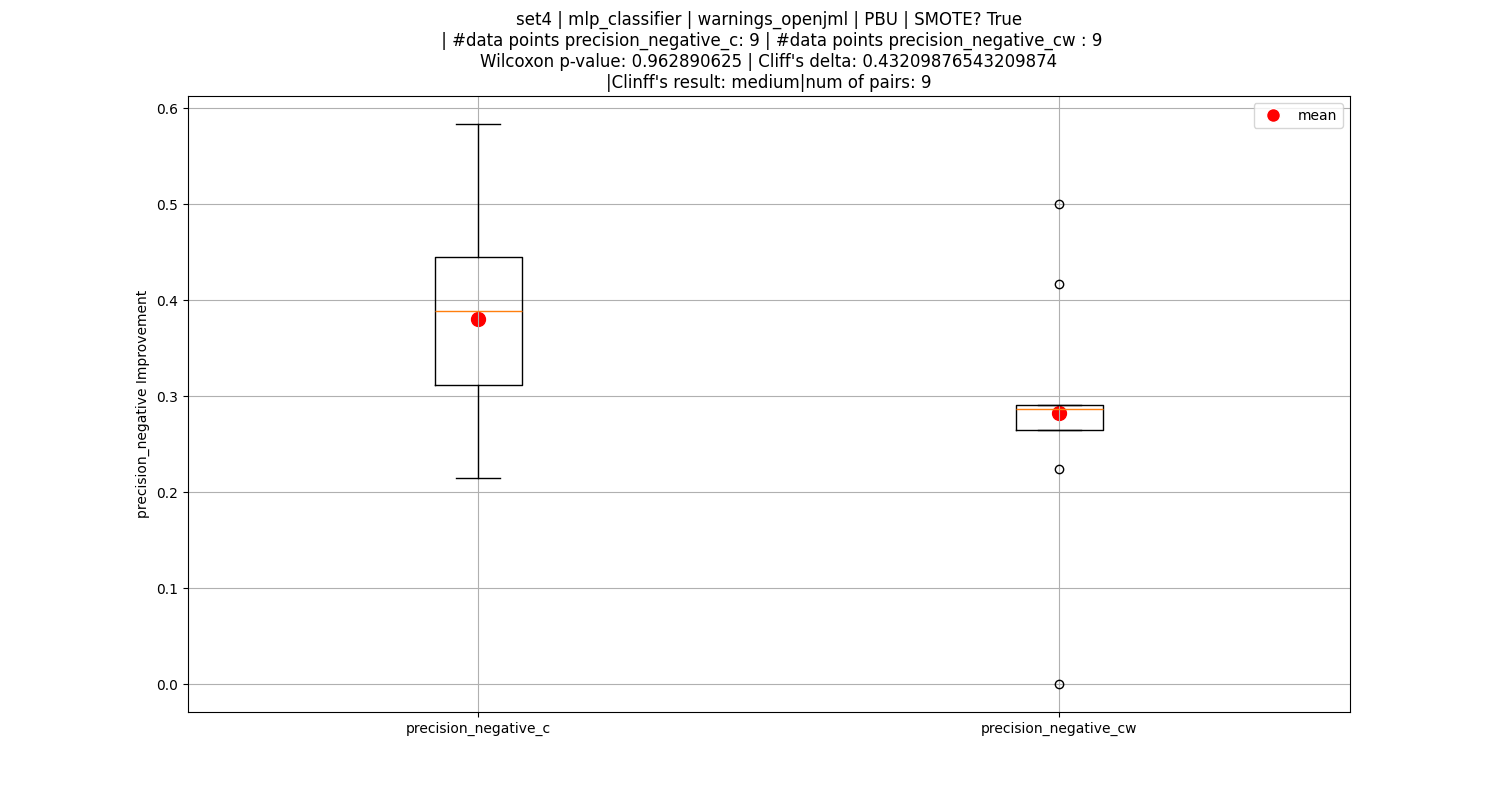 set4 | mlp_classifier | warnings_openjml | PBU | SMOTE? True
| #data points precision_negative_c: 9 | #data points precision_negative_cw : 9
Wilcoxon p-value: 0.962890625 | Cliff's delta: 0.43209876543209874
|Clinff's result: medium|num of pairs: 9
mean
precision_negative Improvement
0.6
0.5
0.4
0.3
0.2
0.1
0.0
precision_negative_c
precision_negative_cw